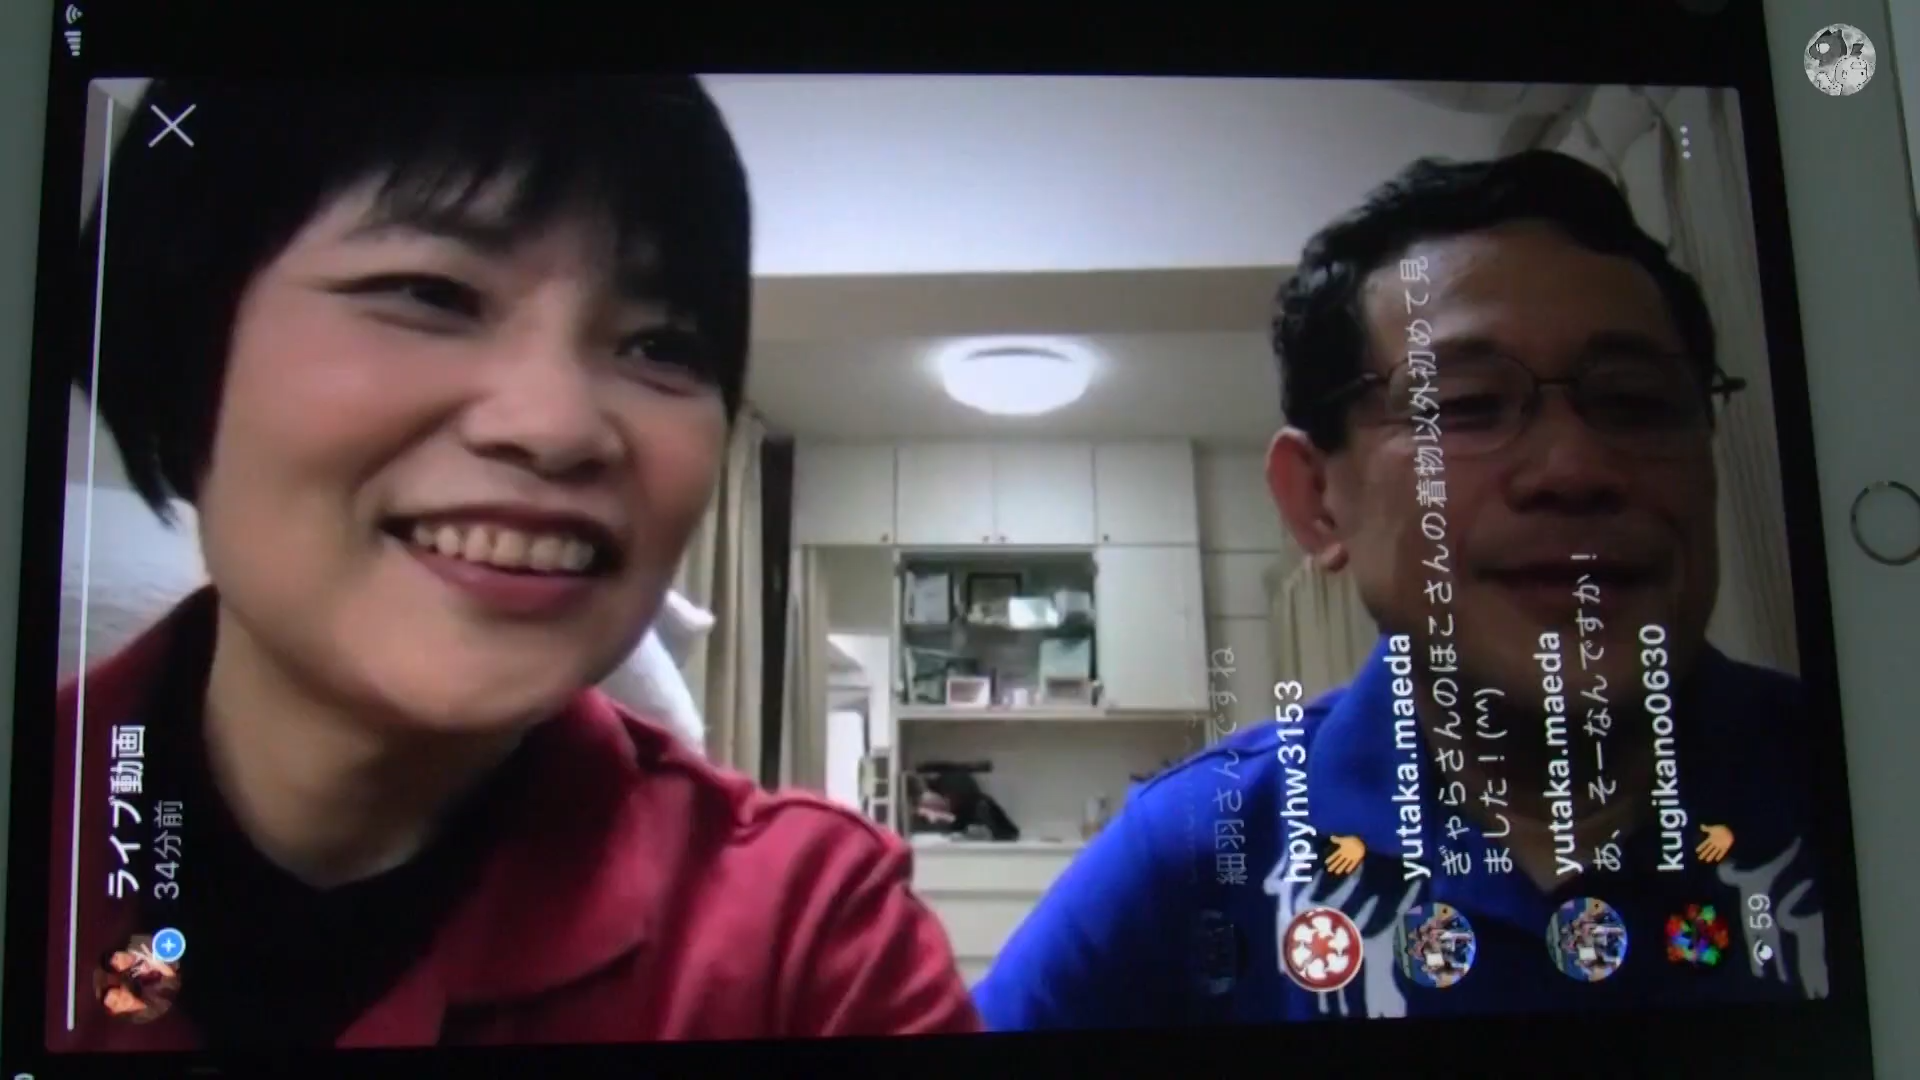 ライブ動画
34分前
細羽さんですね
hpyhw3153
👋
yutaka.maeda
ぎゃらさんのほこさんの着物以外初めて見
ました！(^^)
yutaka.maeda
あ、そーなんですか！
kugikano0630
👋
59